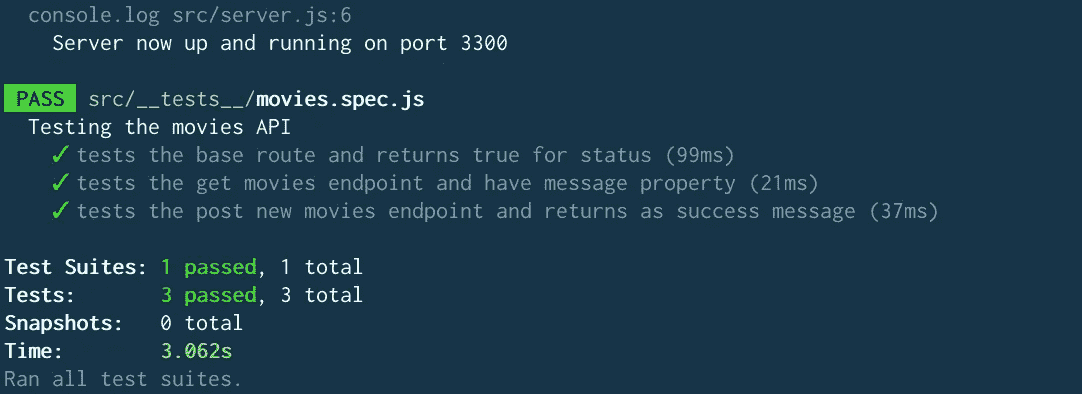 console.log src/server.js:6
Server now up and running on port 3300
PASS src/__tests__/movies.spec.js
Testing the movies API
✓ tests the base route and returns true for status (99ms)
✓ tests the get movies endpoint and have message property (21ms)
✓ tests the post new movies endpoint and returns as success message (37ms)
Test Suites: 1 passed, 1 total
Tests: 3 passed, 3 total
Snapshots: 0 total
Time: 3.062s
Ran all test suites.